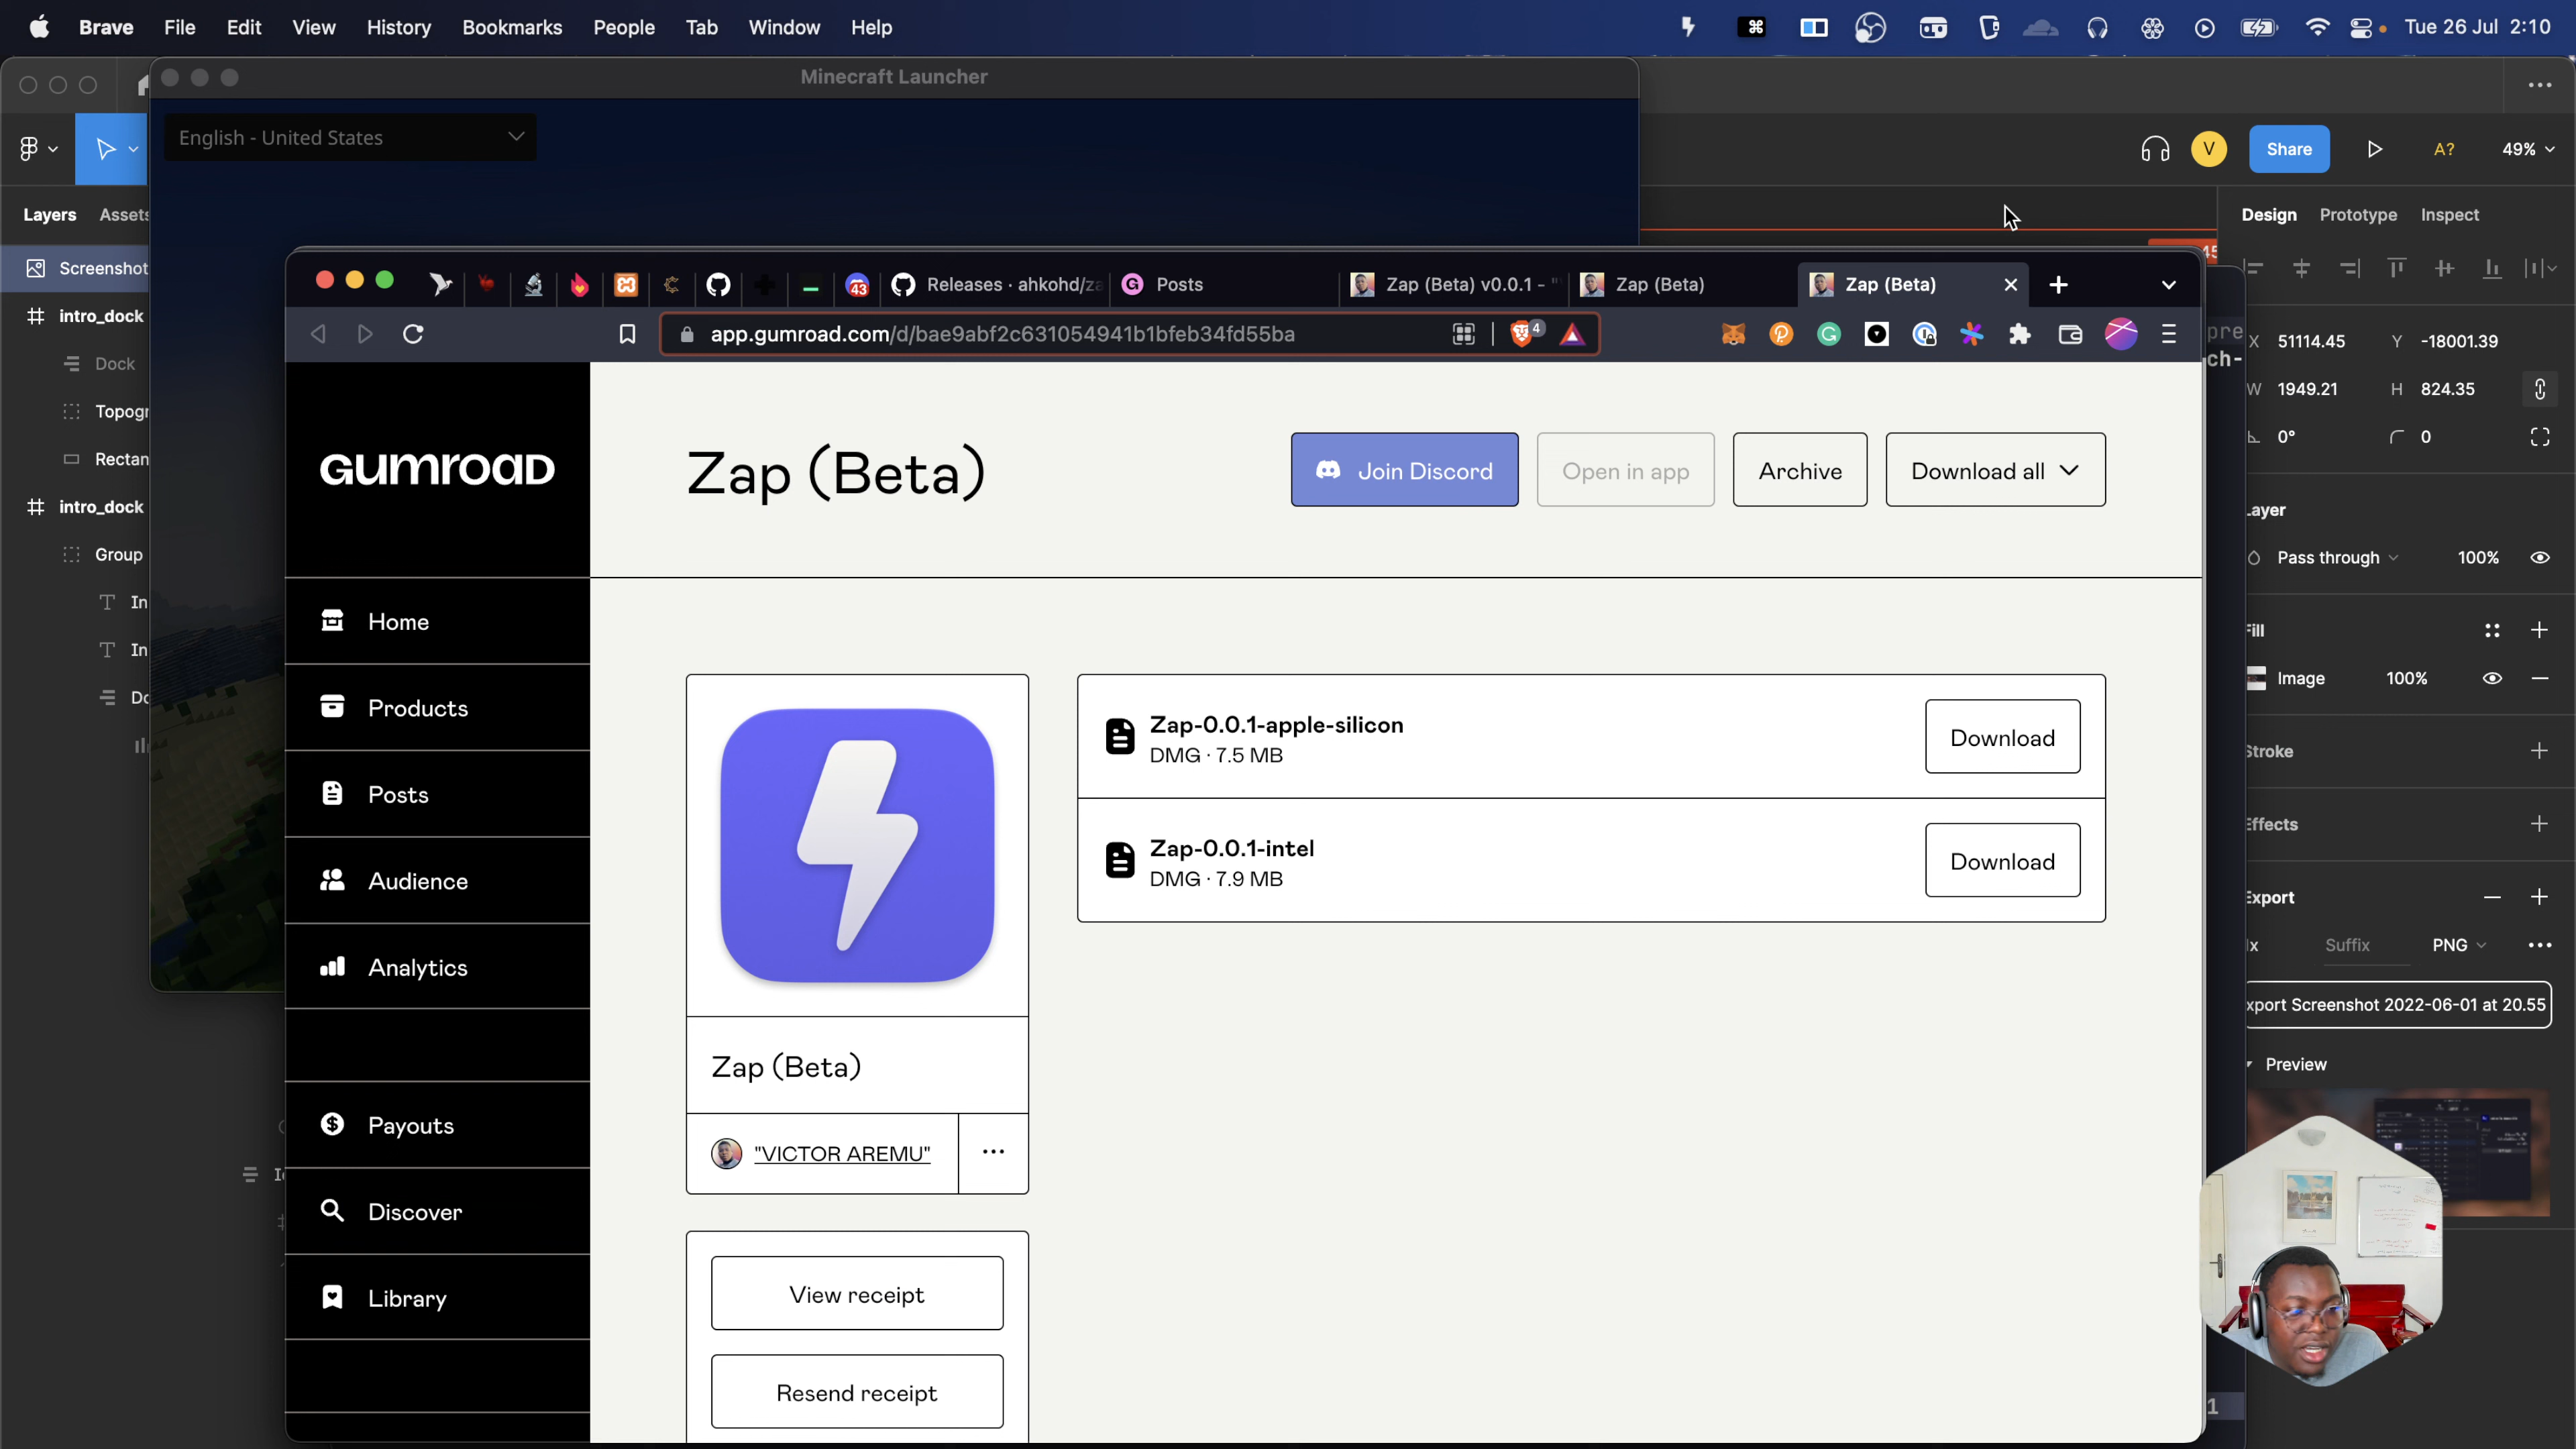 Brave File Edit View History Bookmarks People Tab Window Help
Tue 26 Jul 2:10
Minecraft Launcher
English - United States
V
Share
A?
49%
Layers
Assets
Design
Prototype
Inspect
Screenshot
intro_dock
Dock
Rectan
intro_dock
Group
43
Releases · ahkohd/za
G
Posts
Zap (Beta) v0.0.1 - "
Zap (Beta)
Zap (Beta)
app.gumroad.com/d/bae9abf2c631054941b1bfeb34fd55ba
4
GUMROAD
Zap (Beta)
Join Discord
Open in app
Archive
Download all
Home
Products
Posts
Audience
Analytics
Payouts
Discover
Library
Zap-0.0.1-apple-silicon
DMG · 7.5 MB
Download
Zap-0.0.1-intel
DMG · 7.9 MB
Download
Zap (Beta)
"VICTOR AREMU"
View receipt
Resend receipt
X 51114.45 Y -18001.39
W 1949.21 H 824.35
0° 0
Layer
Pass through 100%
Fill
Image 100%
Stroke
Effects
Export
Suffix PNG
xport Screenshot 2022-06-01 at 20.55
Preview